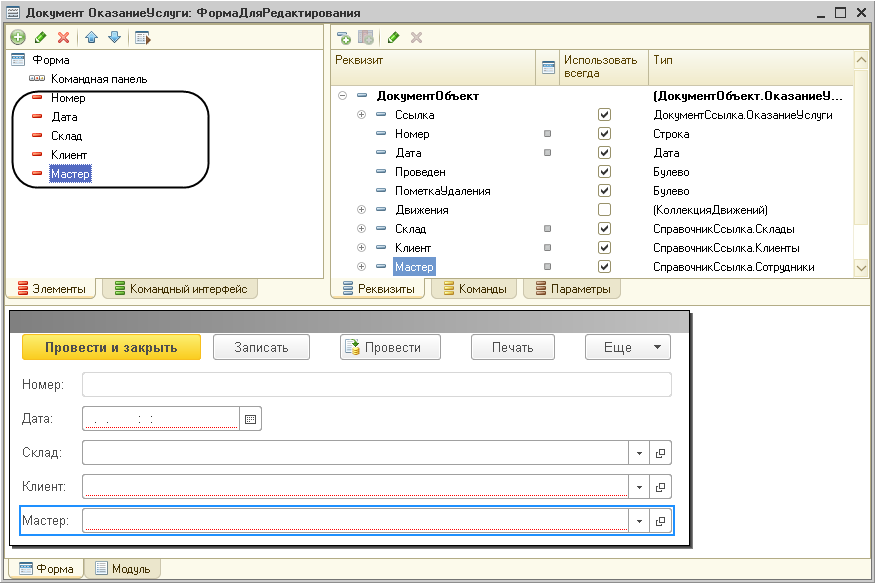 Документ ОказаниеУслуги: ФормаДляРедактирования
Форма
Командная панель
Номер
Дата
Склад
Клиент
Мастер
Элементы
Командный интерфейс
Реквизит
Использовать всегда
Тип
ДокументОбъект (ДокументОбъект.ОказаниеУ...
Ссылка ДокументСсылка.ОказаниеУслуги
Номер Строка
Дата Дата
Проведен Булево
ПометкаУдаления Булево
Движения (КоллекцияДвижений)
Склад СправочникСсылка.Склады
Клиент СправочникСсылка.Клиенты
Мастер СправочникСсылка.Сотрудники
Реквизиты
Команды
Параметры
Провести и закрыть Записать Провести Печать Еще
Номер:
Дата: . . : :
Склад:
Клиент:
Мастер:
Форма
Модуль